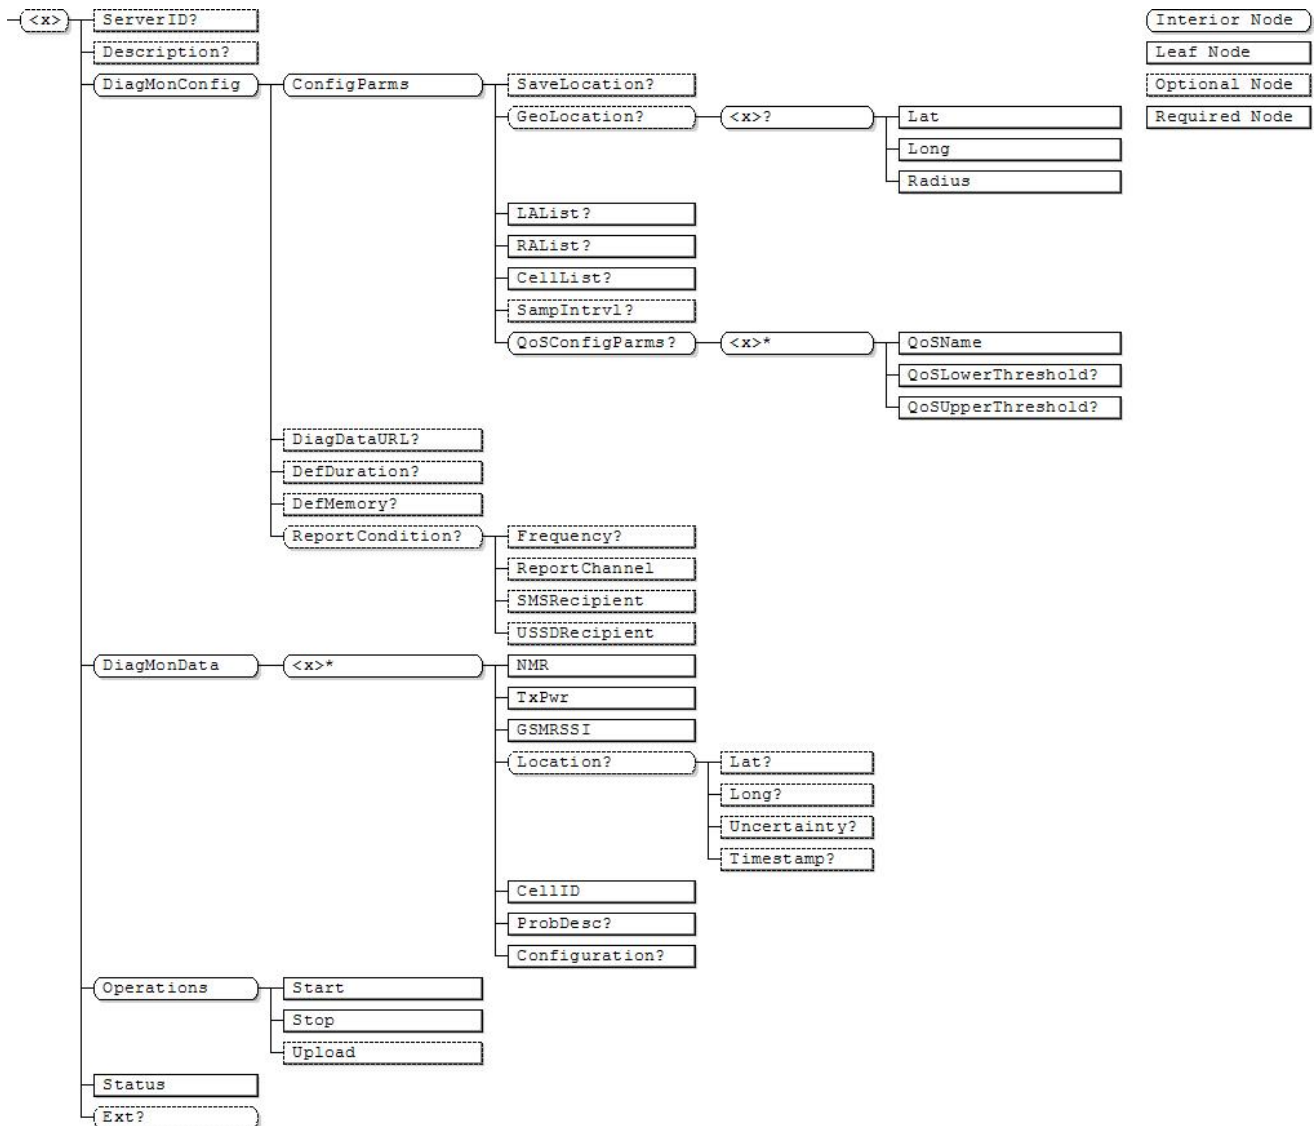 <x> ServerID? Interior Node
Description? Leaf Node
DiagMonConfig ConfigParms SaveLocation? Optional Node
GeoLocation? <x>? Lat Required Node
Long
Radius
LAList?
RAList?
CellList?
SampIntrvl?
QoSConfigParms? <x>* QoSName
QoSLowerThreshold?
QoSUpperThreshold?
DiagDataURL?
DefDuration?
DefMemory?
ReportCondition? Frequency?
ReportChannel
SMSRecipient
USSDRecipient
DiagMonData <x>* NMR
TxPwr
GSMRSSI
Location? Lat?
Long?
Uncertainty?
Timestamp?
CellID
ProbDesc?
Configuration?
Operations Start
Stop
Upload
Status
Ext?